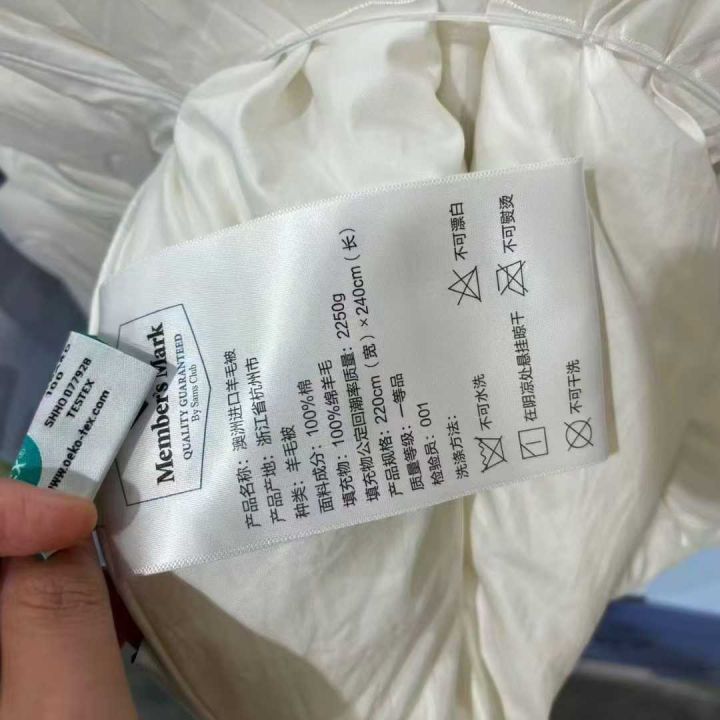 Member's Mark
QUALITY GUARANTEED
By Sams Club
产品名称: 澳洲进口羊毛被
产品产地: 浙江省杭州市
种类: 羊毛被
面料成分: 100%棉
填充物: 100%绵羊毛
填充物公定回潮率质量: 2250g
产品规格: 220cm（宽）×240cm（长）
质量等级: 一等品
检验员: 001
洗涤方法:
不可水洗
不可漂白
在阴凉处悬挂晾干
不可熨烫
不可干洗
100
SHHO 077928
TESTEX
www.oeko-tex.com